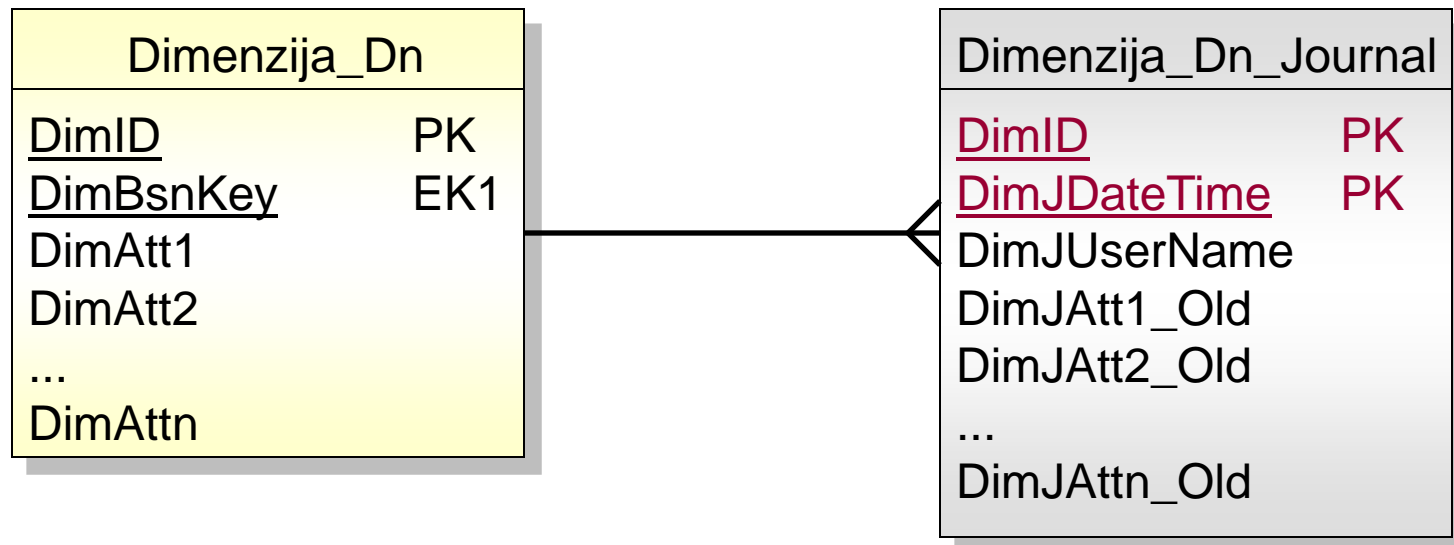 Dimenzija_Dn
DimID PK
DimBsnKey EK1
DimAtt1
DimAtt2
...
DimAttn
Dimenzija_Dn_Journal
DimID PK
DimJDateTime PK
DimJUserName
DimJAtt1_Old
DimJAtt2_Old
...
DimJAttn_Old